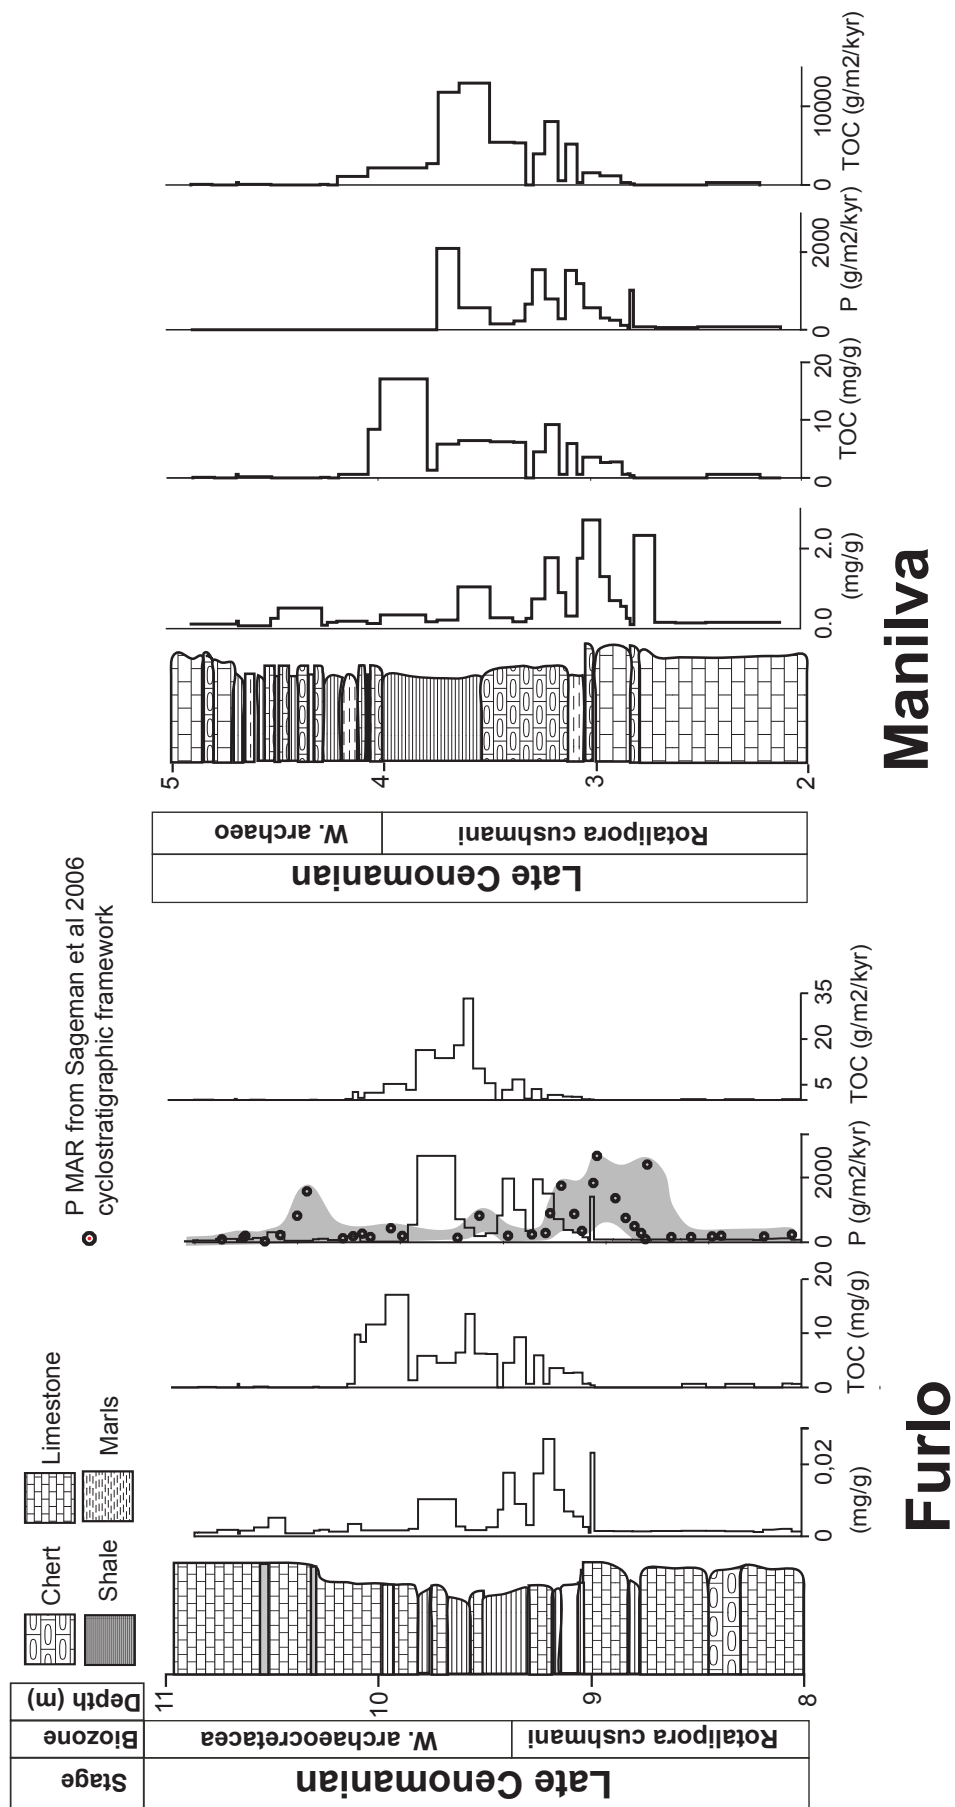 Chert
Limestone
Shale
Marls
P MAR from Sageman et al 2006
cyclostratigraphic framework
Stage
Biozone
Depth (m)
Late Cenomanian
W. archaeocretacea
Rotalipora cushmani
11
10
9
8
0
0,02
(mg/g)
0
10
20
TOC (mg/g)
0
2000
P (g/m2/kyr)
5
20
35
TOC (g/m2/kyr)
Furlo
Late Cenomanian
W. archaeo
Rotalipora cushmani
5
4
3
2
0.0
2.0
(mg/g)
0
10
20
TOC (mg/g)
0
2000
P (g/m2/kyr)
0
10000
TOC (g/m2/kyr)
Manilva